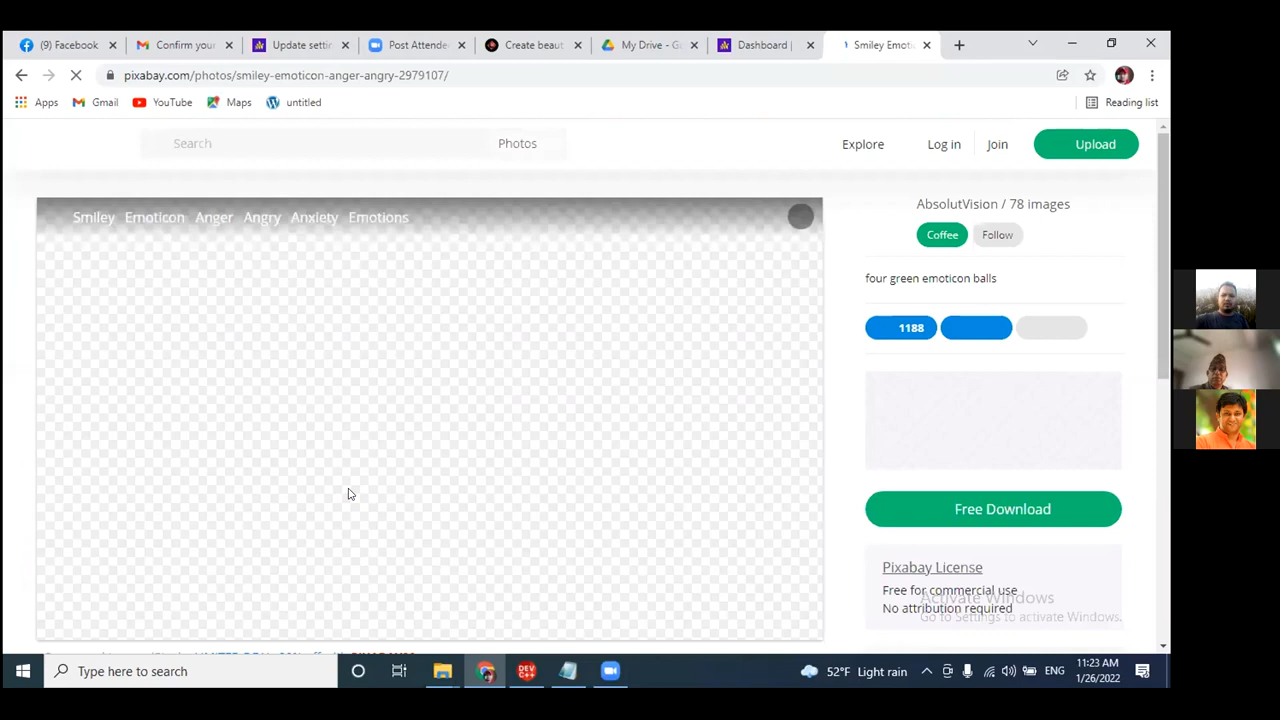 (9) Facebook
Confirm your
Update settin
Post Attende
Create beaut
My Drive - Go
Dashboard |
Smiley Emoti
pixabay.com/photos/smiley-emoticon-anger-angry-2979107/
Apps Gmail YouTube Maps untitled Reading list
Search Photos Explore Log in Join Upload
Smiley Emoticon Anger Angry Anxiety Emotions
AbsolutVision / 78 images
Coffee Follow
four green emoticon balls
1188
Free Download
Pixabay License
Free for commercial use
No attribution required
Activate Windows
Go to Settings to activate Windows.
Type here to search
DEV C++
52°F Light rain
ENG
11:23 AM
1/26/2022